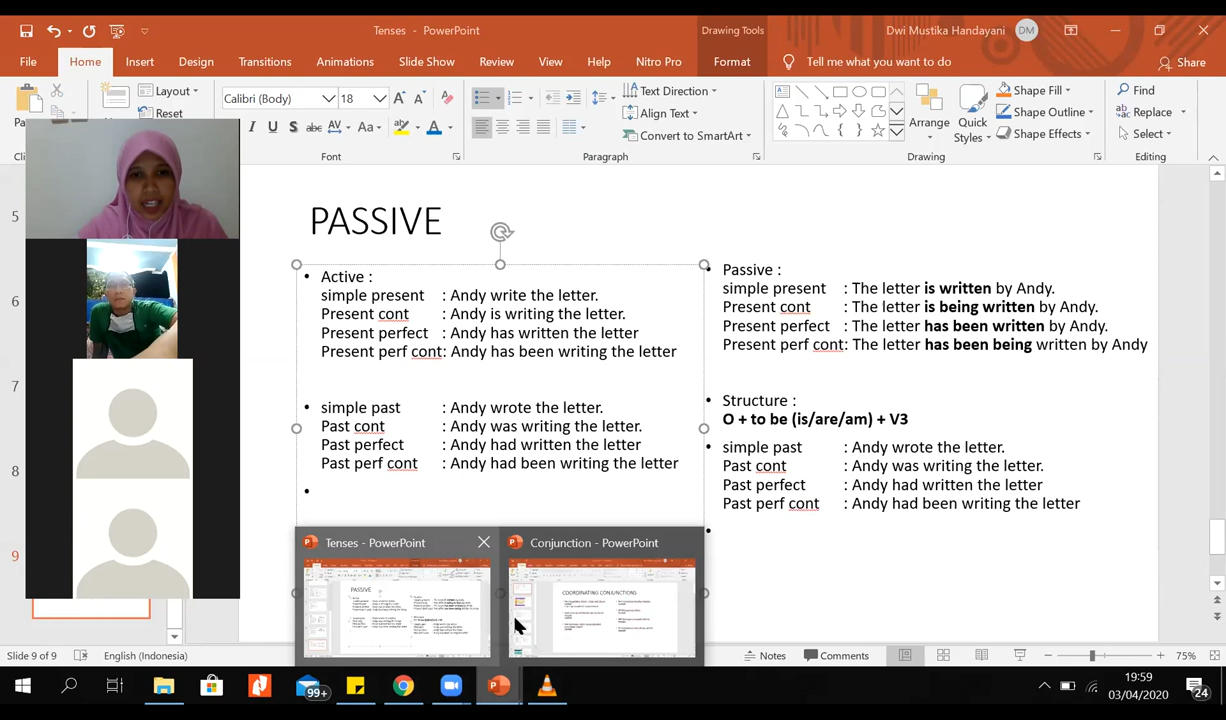 Tenses - PowerPoint
Drawing Tools
Dwi Mustika Handayani
DM
File
Home
Insert
Design
Transitions
Animations
Slide Show
Review
View
Help
Nitro Pro
Format
Tell me what you want to do
Share
Layout
Reset
Calibri (Body)
18
Text Direction
Align Text
Convert to SmartArt
Arrange
Quick
Styles
Shape Fill
Shape Outline
Shape Effects
Find
Replace
Select
Font
Paragraph
Drawing
Editing
5
6
7
8
9
PASSIVE
• Active :
simple present : Andy write the letter.
Present cont : Andy is writing the letter.
Present perfect : Andy has written the letter
Present perf cont: Andy has been writing the letter
• simple past : Andy wrote the letter.
Past cont : Andy was writing the letter.
Past perfect : Andy had written the letter
Past perf cont : Andy had been writing the letter
•
• Passive :
simple present : The letter is written by Andy.
Present cont : The letter is being written by Andy.
Present perfect : The letter has been written by Andy.
Present perf cont: The letter has been being written by Andy
• Structure :
O + to be (is/are/am) + V3
• simple past : Andy wrote the letter.
Past cont : Andy was writing the letter.
Past perfect : Andy had written the letter
Past perf cont : Andy had been writing the letter
•
Tenses - PowerPoint
Conjunction - PowerPoint
PASSIVE
COORDINATING CONJUNCTIONS
Slide 9 of 9
English (Indonesia)
Notes
Comments
75%
99+
19:59
03/04/2020
24